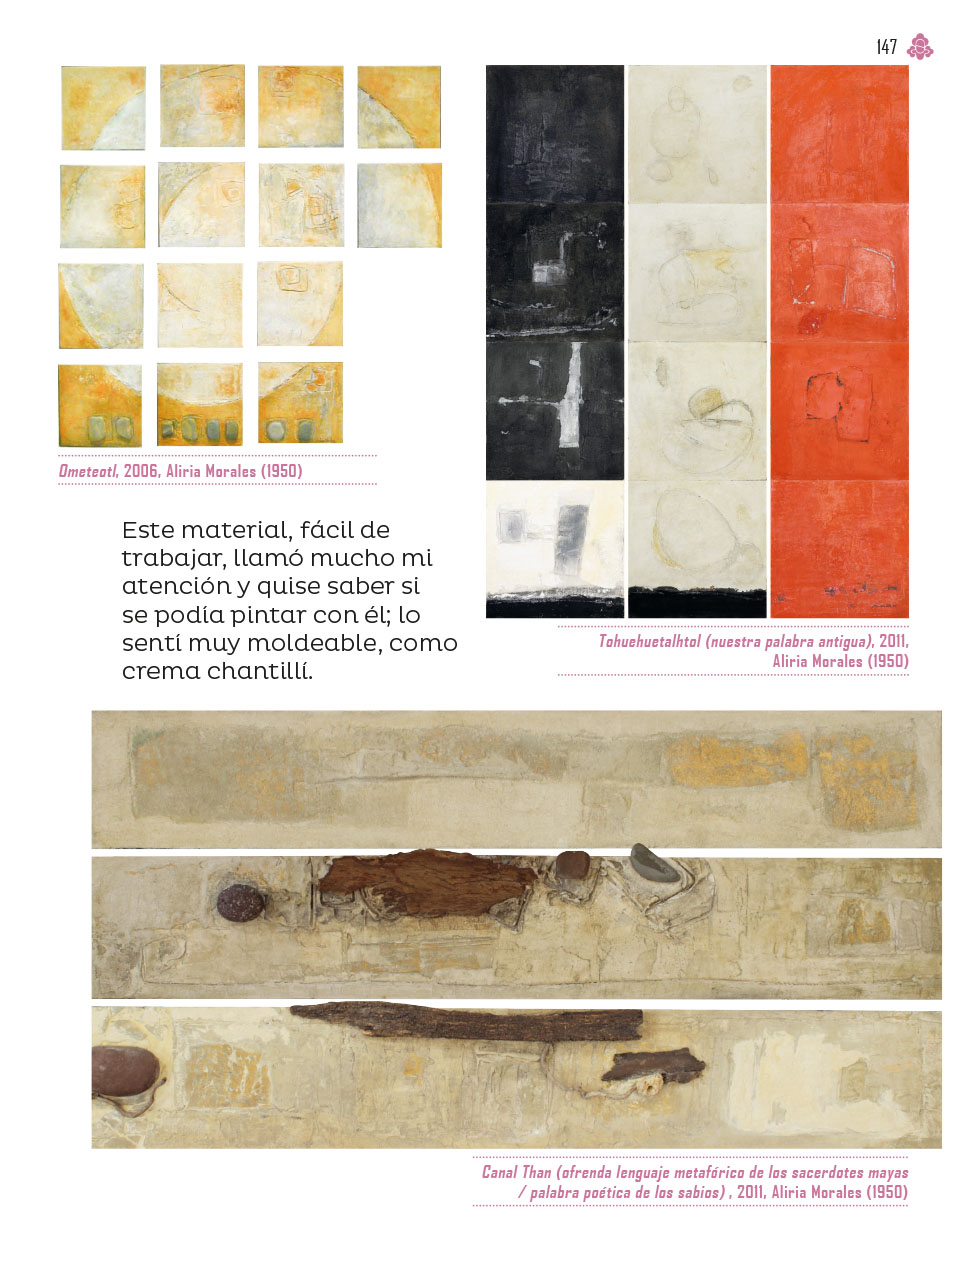 147
Ometeotl, 2006, Aliria Morales (1950)
Este material, fácil de
trabajar, llamó mucho mi
atención y quise saber si
se podía pintar con él; lo
sentí muy moldeable, como
crema chantillí.
Tohuehuetalhtol (nuestra palabra antigua), 2011,
Aliria Morales (1950)
Canal Than (ofrenda lenguaje metafórico de los sacerdotes mayas
/ palabra poética de los sabios) , 2011, Aliria Morales (1950)